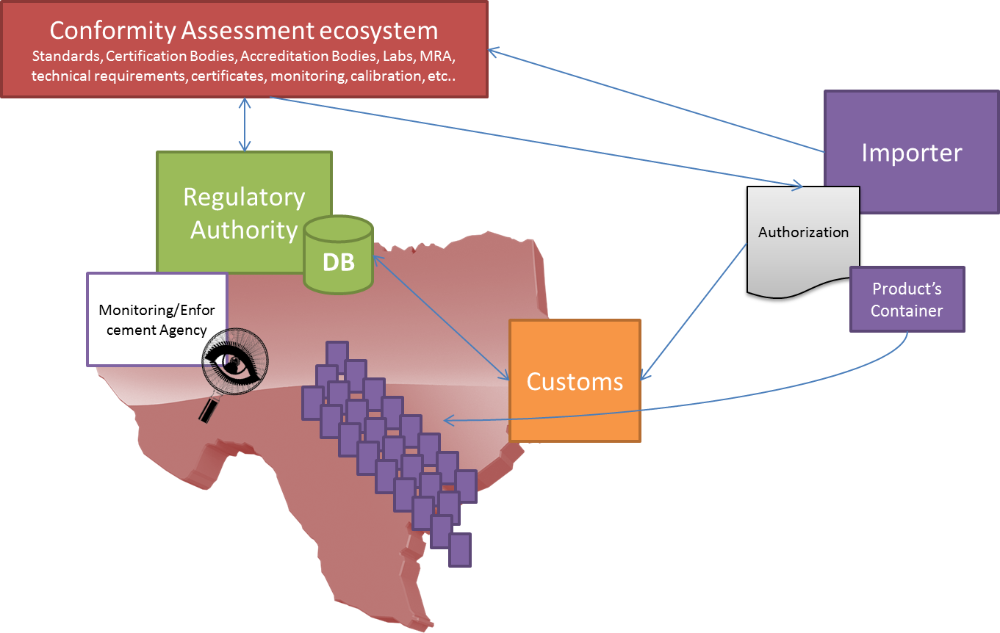 Conformity Assessment ecosystem
Standards, Certification Bodies, Accreditation Bodies, Labs, MRA,
technical requirements, certificates, monitoring, calibration, etc..
Importer
Regulatory
Authority
DB
Authorization
Product's
Container
Monitoring/Enfor
cement Agency
Customs